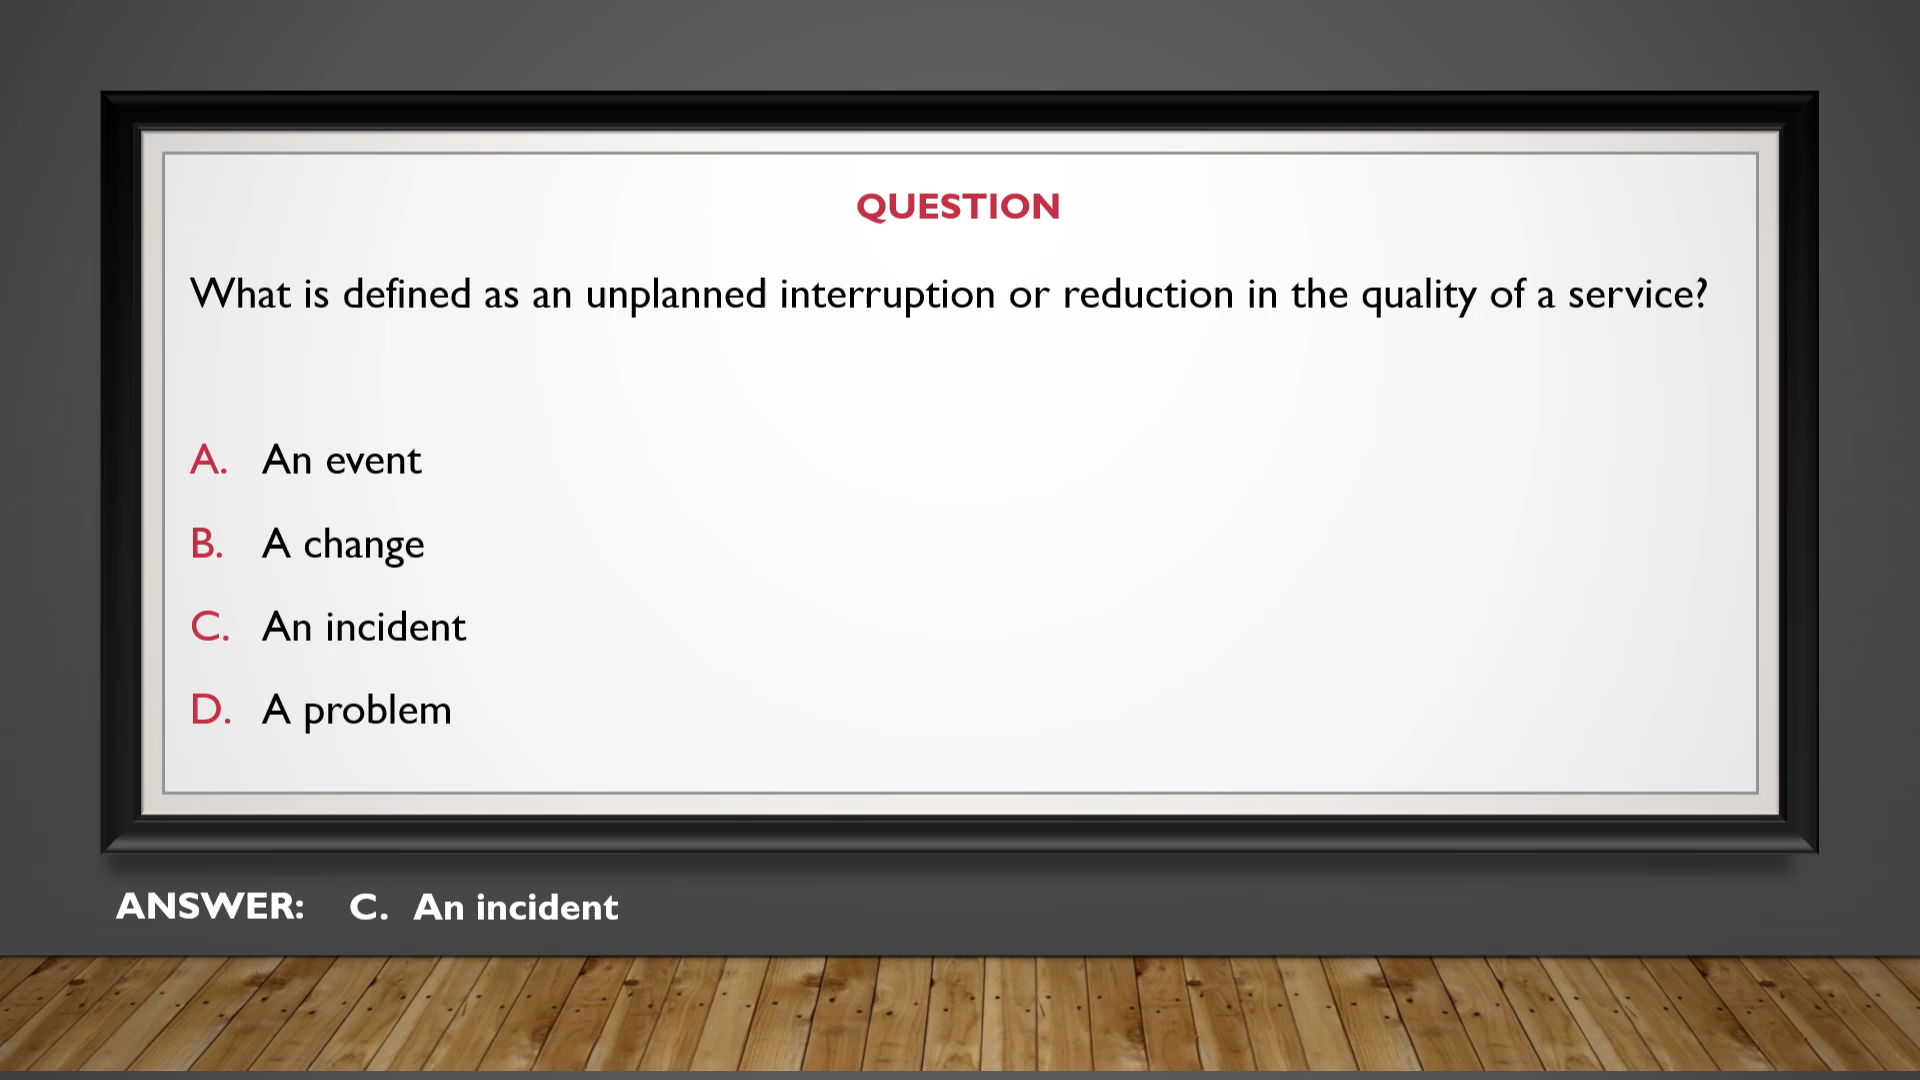 QUESTION
What is defined as an unplanned interruption or reduction in the quality of a service?
A. An event
B. A change
C. An incident
D. A problem
ANSWER: C. An incident